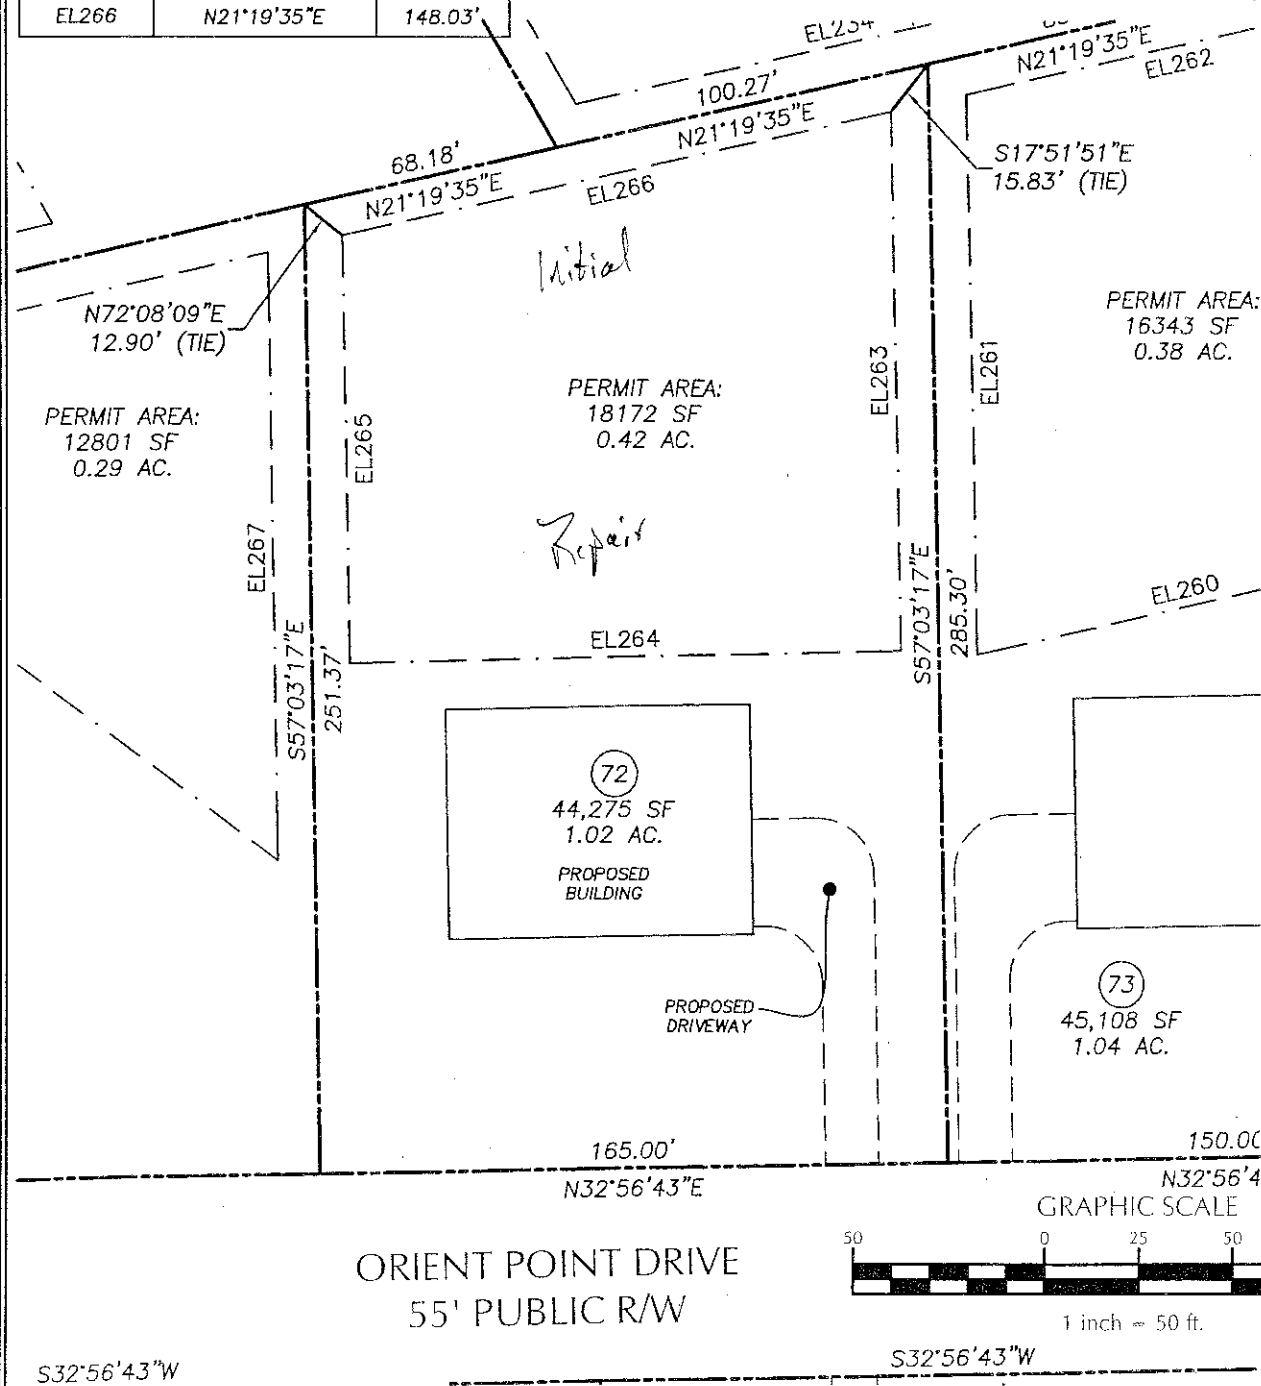 EL266 N21°19'35"E 148.03'
EL234
N21°19'35"E
EL262
100.27'
N21°19'35"E
S17°51'51"E
15.83' (TIE)
68.18'
N21°19'35"E
EL266
Initial
N72°08'09"E
12.90' (TIE)
PERMIT AREA:
16343 SF
0.38 AC.
PERMIT AREA:
12801 SF
0.29 AC.
EL265
PERMIT AREA:
18172 SF
0.42 AC.
EL263
EL261
EL267
Repair
EL260
EL264
S57°03'17"E
251.37'
S57°03'17"E
285.30'
72
44,275 SF
1.02 AC.
PROPOSED
BUILDING
PROPOSED
DRIVEWAY
73
45,108 SF
1.04 AC.
165.00'
N32°56'43"E
150.00
N32°56'4
GRAPHIC SCALE
50 0 25 50
1 inch = 50 ft.
ORIENT POINT DRIVE
55' PUBLIC R/W
S32°56'43"W
S32°56'43"W